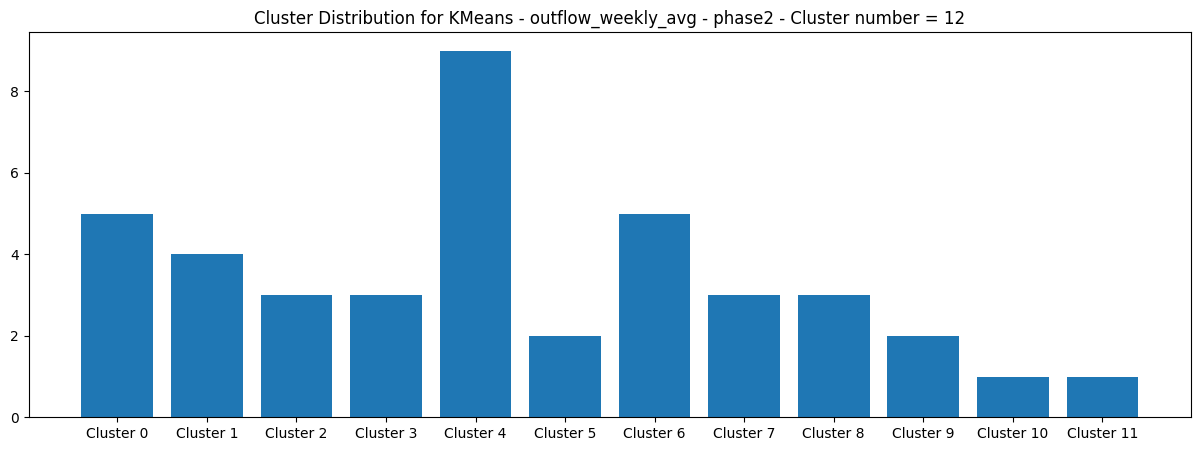 Cluster Distribution for KMeans - outflow_weekly_avg - phase2 - Cluster number = 12
8
6
4
2
0
Cluster 0 Cluster 1 Cluster 2 Cluster 3 Cluster 4 Cluster 5 Cluster 6 Cluster 7 Cluster 8 Cluster 9 Cluster 10 Cluster 11